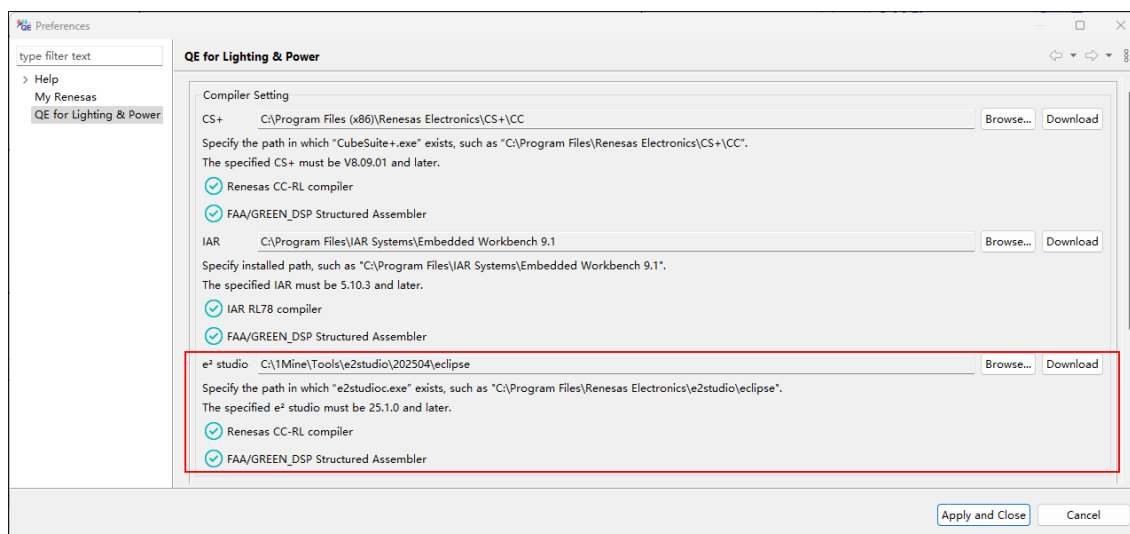 QE Preferences
type filter text
QE for Lighting & Power
Help
My Renesas
QE for Lighting & Power
Compiler Setting
CS+ C:\Program Files (x86)\Renesas Electronics\CS+\CC Browse... Download
Specify the path in which "CubeSuite+.exe" exists, such as "C:\Program Files\Renesas Electronics\CS+\CC".
The specified CS+ must be V8.09.01 and later.
Renesas CC-RL compiler
FAA/GREEN_DSP Structured Assembler
IAR C:\Program Files\IAR Systems\Embedded Workbench 9.1 Browse... Download
Specify installed path, such as "C:\Program Files\IAR Systems\Embedded Workbench 9.1".
The specified IAR must be 5.10.3 and later.
IAR RL78 compiler
FAA/GREEN_DSP Structured Assembler
e² studio C:\1Mine\Tools\e2studio\202504\eclipse Browse... Download
Specify the path in which "e2studioc.exe" exists, such as "C:\Program Files\Renesas Electronics\e2studio\eclipse".
The specified e² studio must be 25.1.0 and later.
Renesas CC-RL compiler
FAA/GREEN_DSP Structured Assembler
Apply and Close Cancel